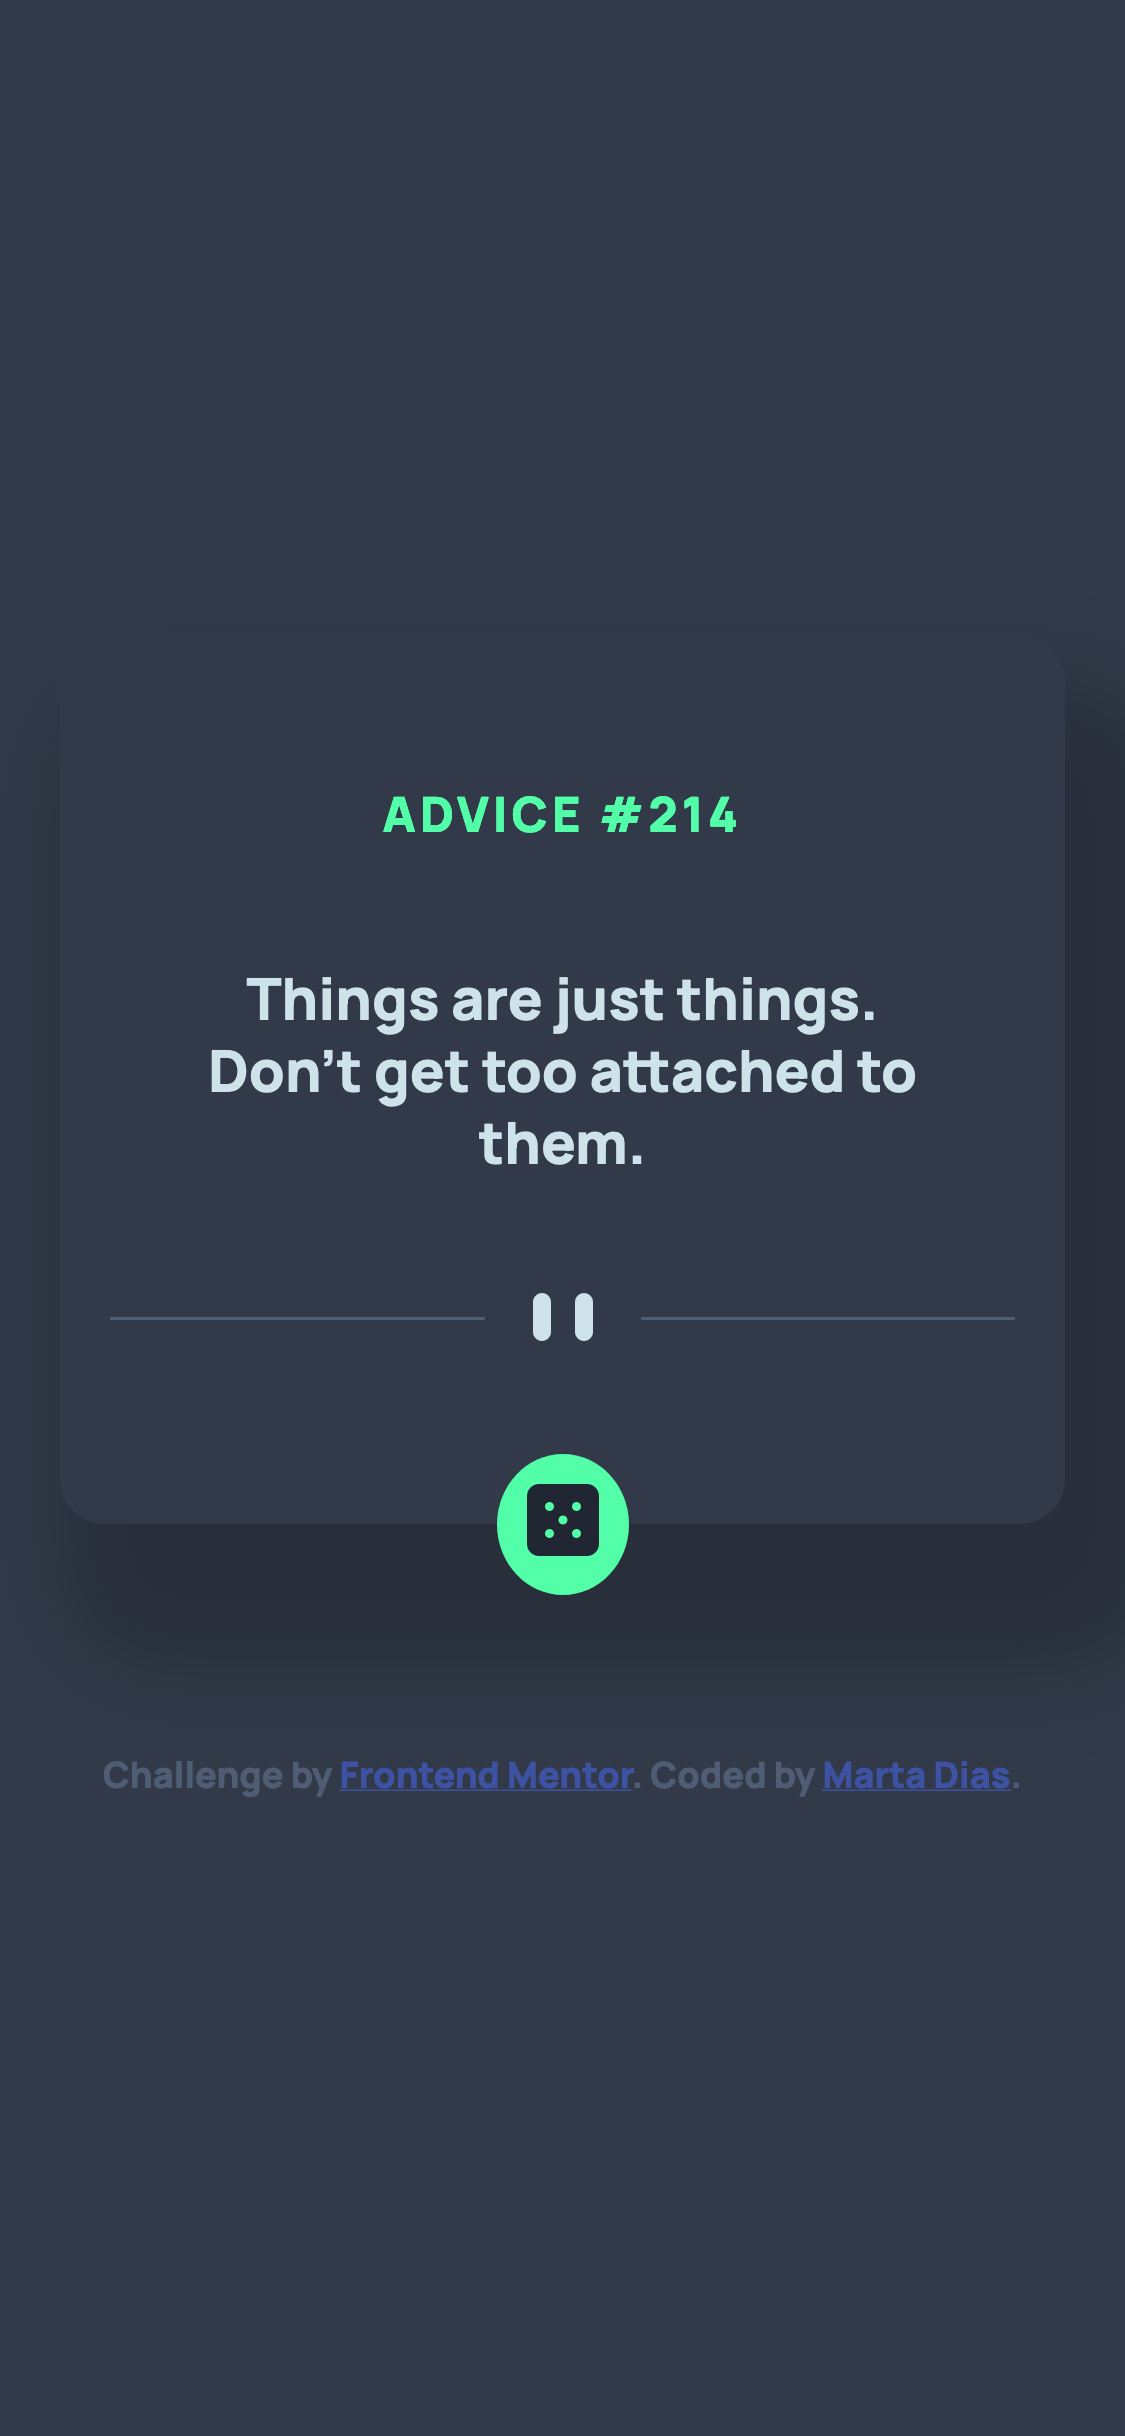 ADVICE #214
Things are just things.
Don’t get too attached to
them.
Challenge by Frontend Mentor. Coded by Marta Dias.